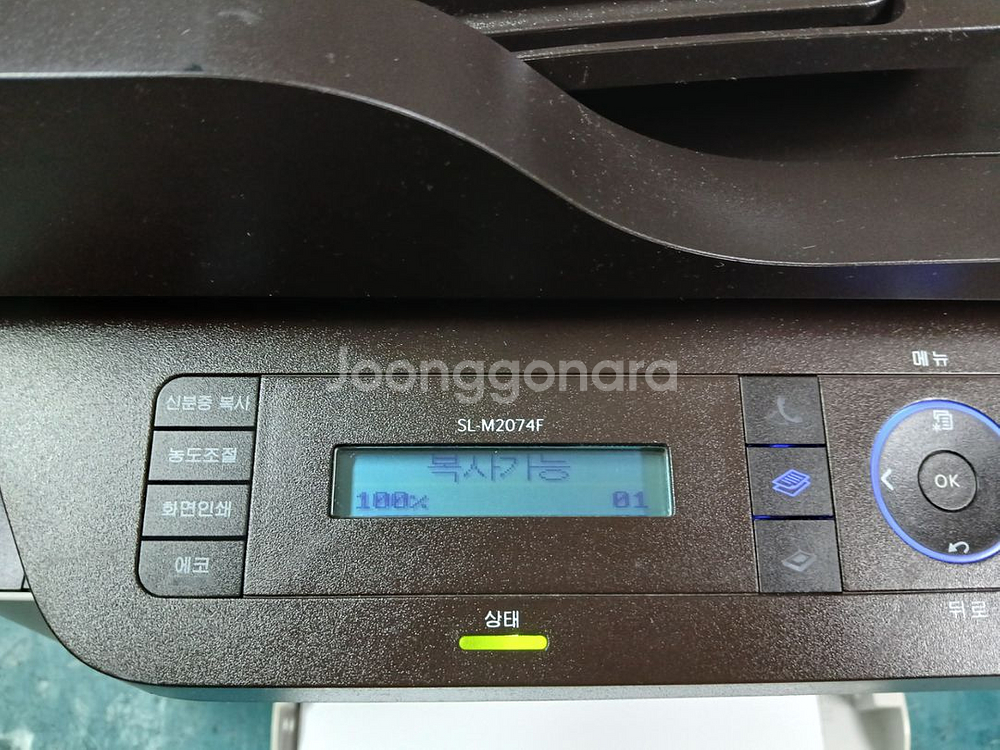 메뉴
Joonggonara
신분증 복사
SL-M2074F
농도조절
복사가능
100% 01
OK
화면인쇄
에코
뒤로
상태